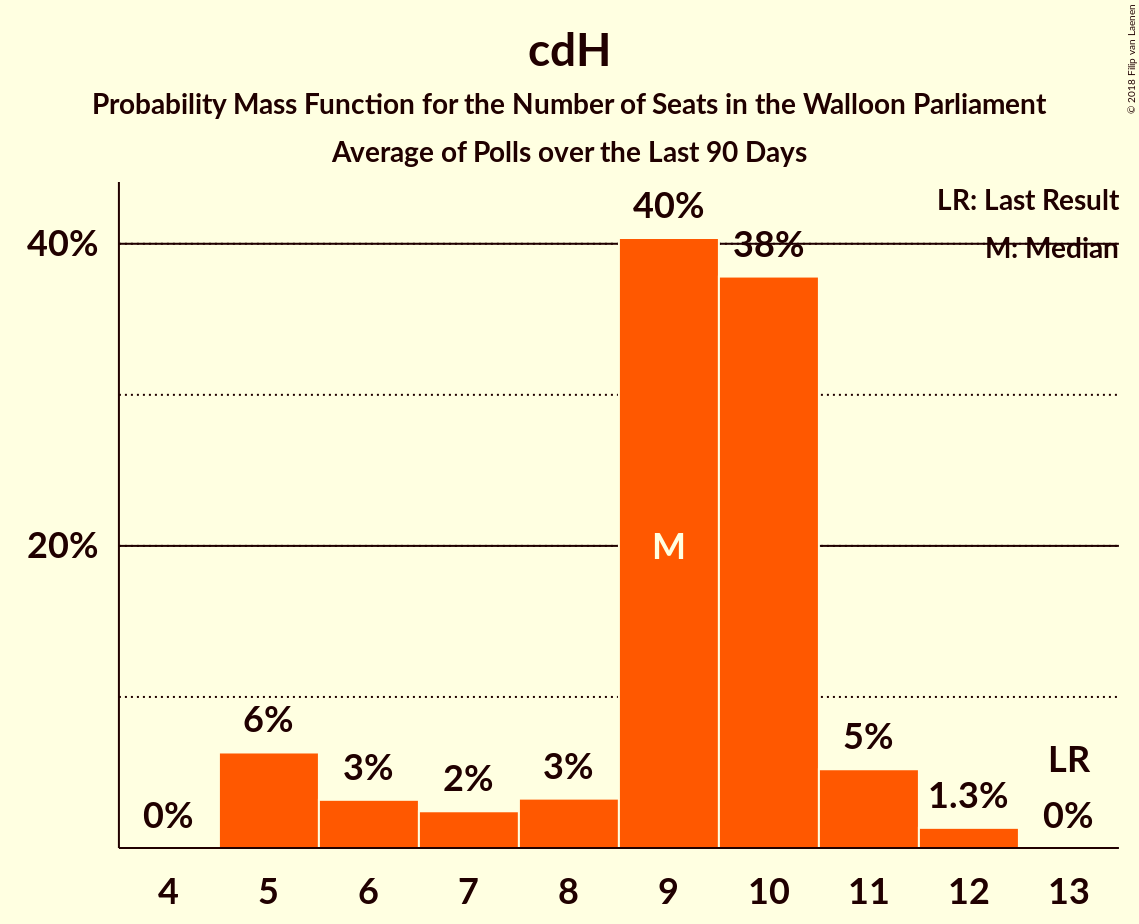 cdH
Probability Mass Function for the Number of Seats in the Walloon Parliament
Average of Polls over the Last 90 Days
© 2018 Filip van Laenen
LR: Last Result
M: Median
40%
20%
0%
6%
3%
2%
3%
40%
38%
5%
1.3%
0%
LR
M
4 5 6 7 8 9 10 11 12 13